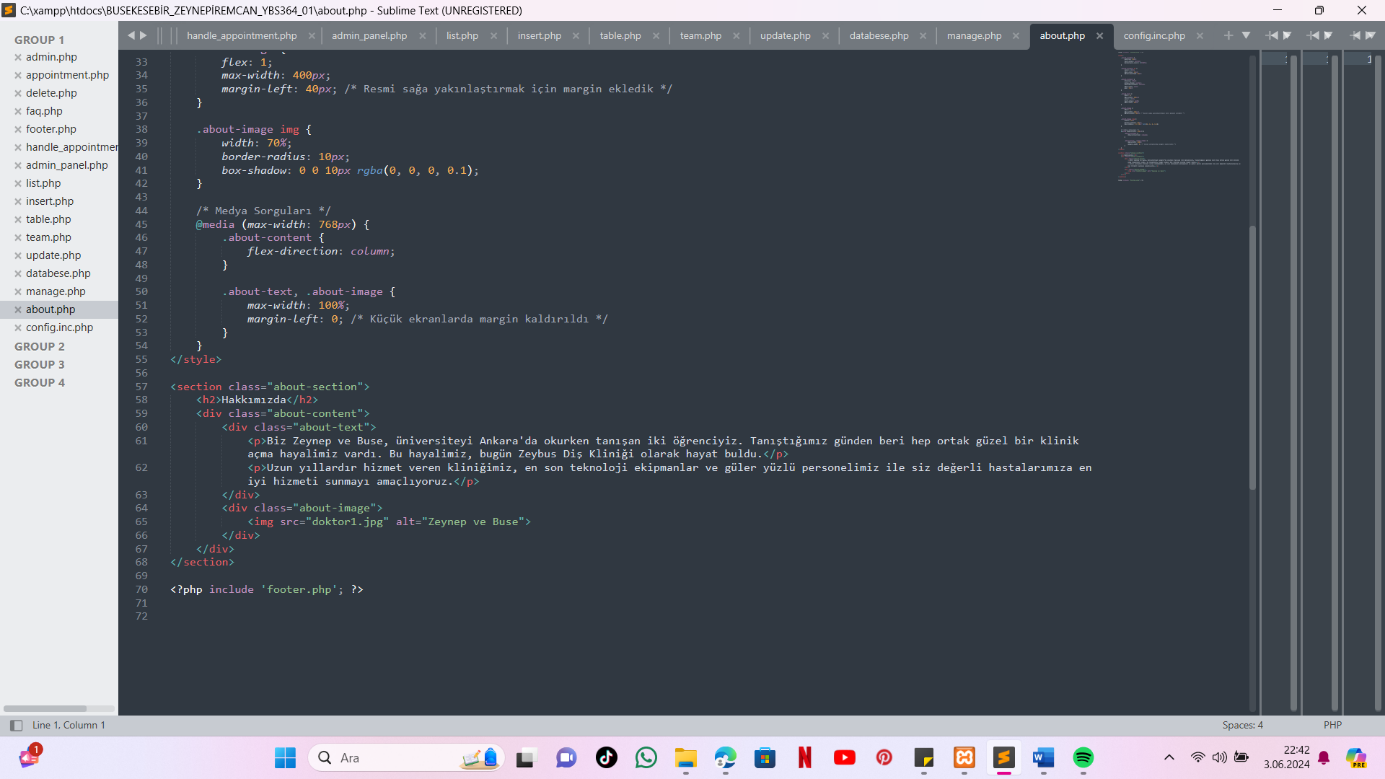 C:\xampp\htdocs\BUSEKESEBİR_ZEYNEPİREMCAN_YBS364_01\about.php - Sublime Text (UNREGISTERED)
GROUP 1
admin.php
appointment.php
delete.php
faq.php
footer.php
handle_appointmer
admin_panel.php
list.php
insert.php
table.php
team.php
update.php
databese.php
manage.php
about.php
config.inc.php
GROUP 2
GROUP 3
GROUP 4
handle_appointment.php admin_panel.php list.php insert.php table.php team.php update.php databese.php manage.php about.php config.inc.php
33 flex: 1;
34 max-width: 400px;
35 margin-left: 40px; /* Resmi sağa yakınlaştırmak için margin ekledik */
36 }
37
38 .about-image img {
39 width: 70%;
40 border-radius: 10px;
41 box-shadow: 0 0 10px rgba(0, 0, 0, 0.1);
42 }
43
44 /* Medya Sorguları */
45 @media (max-width: 768px) {
46 .about-content {
47 flex-direction: column;
48 }
49
50 .about-text, .about-image {
51 max-width: 100%;
52 margin-left: 0; /* Küçük ekranlarda margin kaldırıldı */
53 }
54 }
55 </style>
56
57 <section class="about-section">
58 <h2>Hakkımızda</h2>
59 <div class="about-content">
60 <div class="about-text">
61 <p>Biz Zeynep ve Buse, üniversiteyi Ankara'da okurken tanışan iki öğrenciyiz. Tanıştığımız günden beri hep ortak güzel bir klinik
açma hayalimiz vardı. Bu hayalimiz, bugün Zeybus Diş Kliniği olarak hayat buldu.</p>
62 <p>Uzun yıllardır hizmet veren kliniğimiz, en son teknoloji ekipmanlar ve güler yüzlü personelimiz ile siz değerli hastalarımıza en
iyi hizmeti sunmayı amaçlıyoruz.</p>
63 </div>
64 <div class="about-image">
65 <img src="doktor1.jpg" alt="Zeynep ve Buse">
66 </div>
67 </div>
68 </section>
69
70 <?php include 'footer.php'; ?>
71
72
Line 1, Column 1 Spaces: 4 PHP
1
Ara
22:42
3.06.2024
PRE